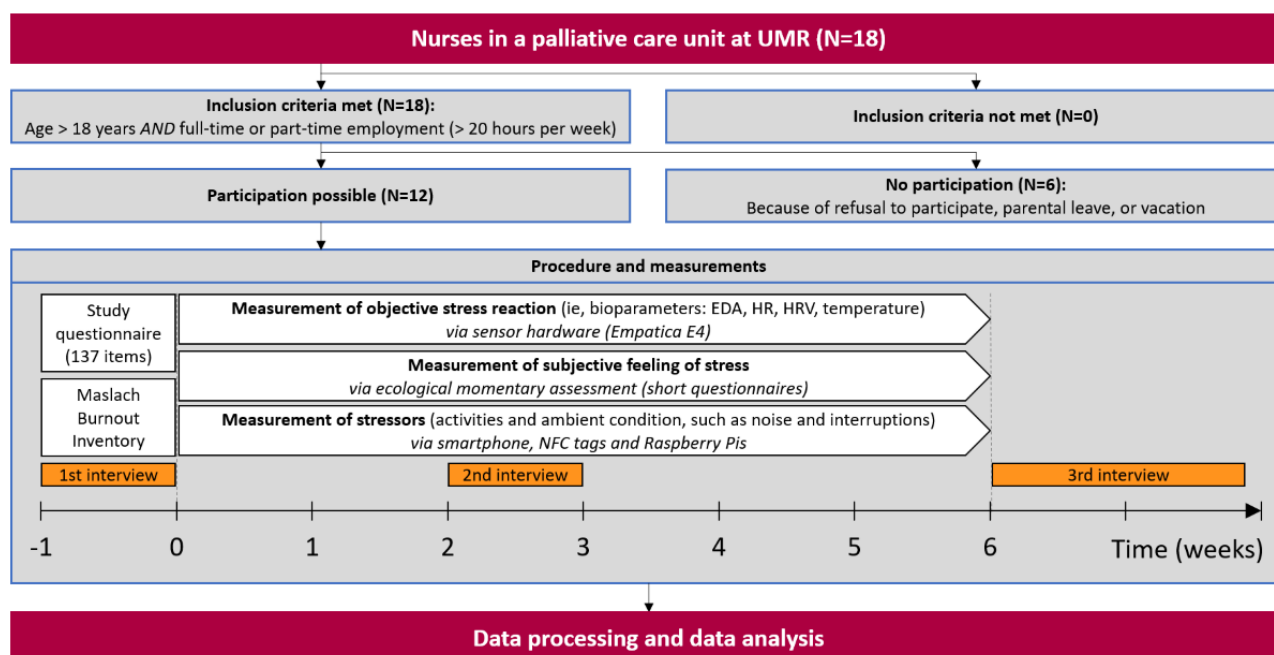 Nurses in a palliative care unit at UMR (N=18)
Inclusion criteria met (N=18):
Age > 18 years AND full-time or part-time employment (> 20 hours per week)
Inclusion criteria not met (N=0)
Participation possible (N=12)
No participation (N=6):
Because of refusal to participate, parental leave, or vacation
Procedure and measurements
Study
questionnaire
(137 items)
Measurement of objective stress reaction (ie, bioparameters: EDA, HR, HRV, temperature)
via sensor hardware (Empatica E4)
Measurement of subjective feeling of stress
via ecological momentary assessment (short questionnaires)
Maslach
Burnout
Inventory
Measurement of stressors (activities and ambient condition, such as noise and interruptions)
via smartphone, NFC tags and Raspberry Pis
1st interview
2nd interview
3rd interview
-1 0 1 2 3 4 5 6 Time (weeks)
Data processing and data analysis